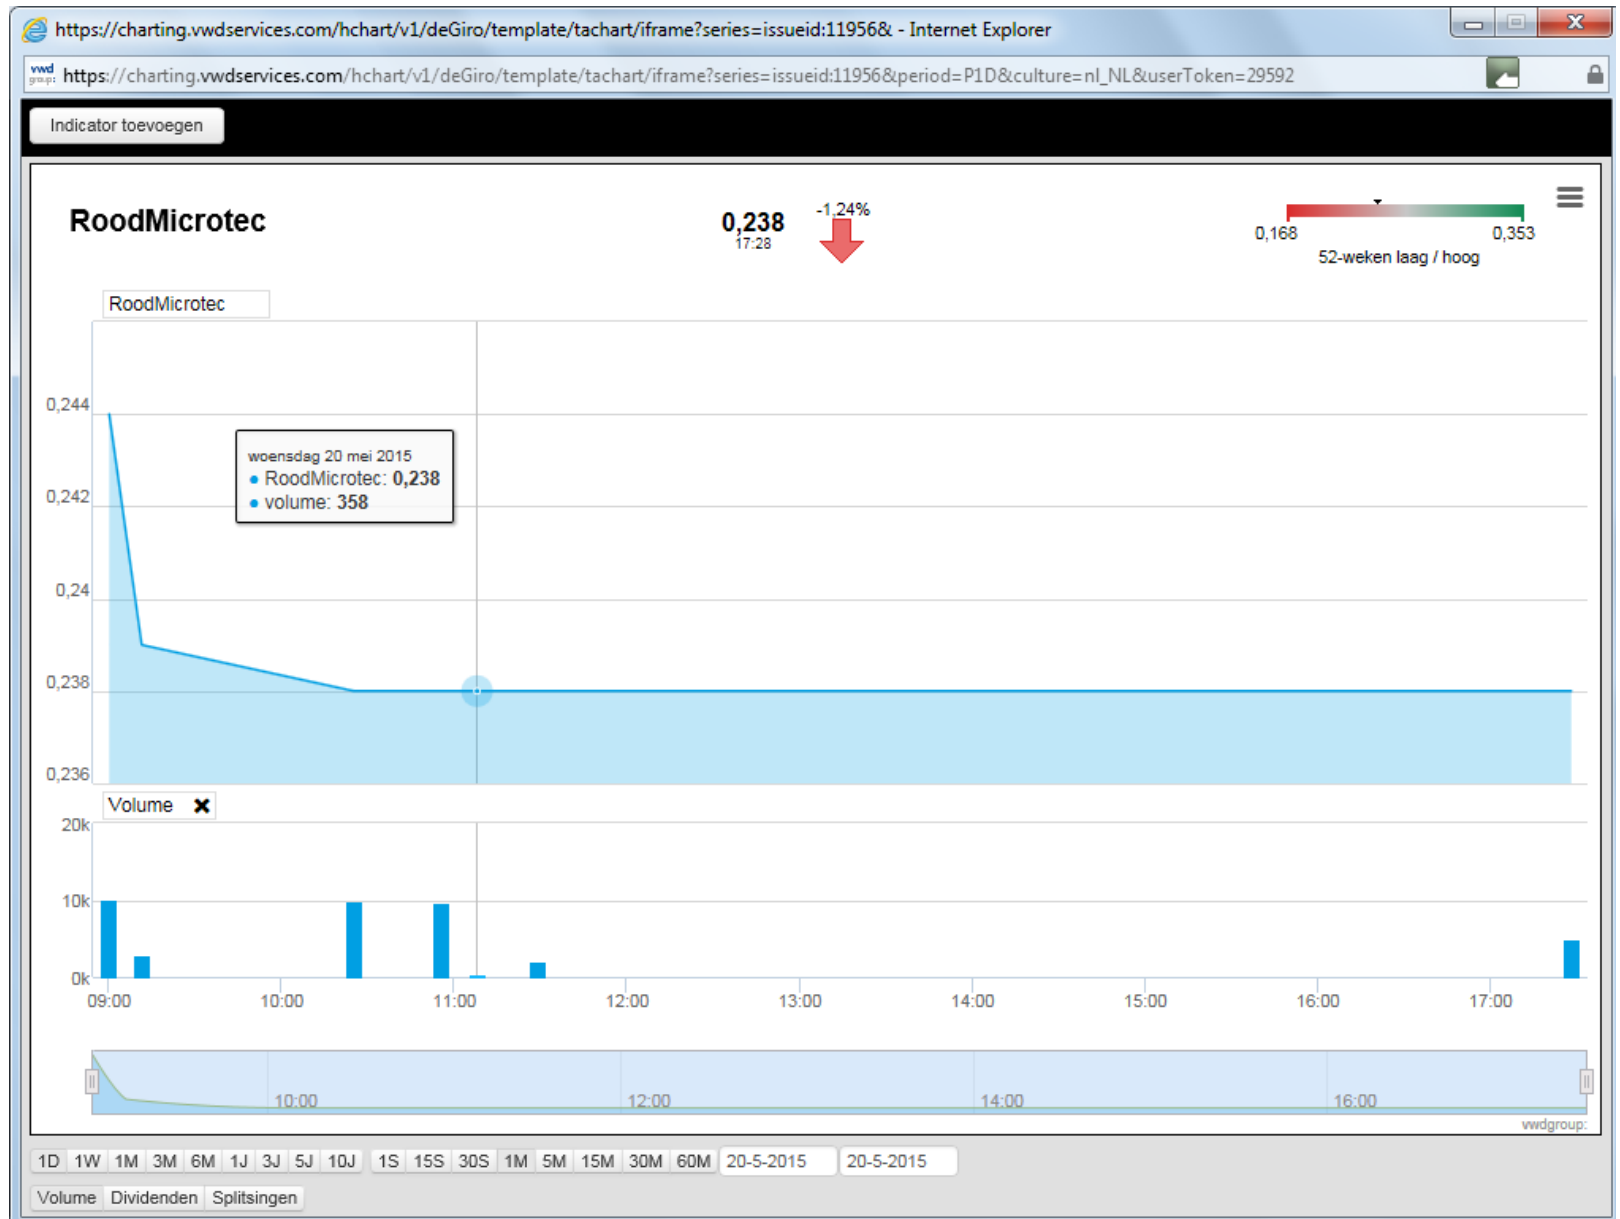 https://charting.vwdservices.com/hchart/v1/deGiro/template/tachart/iframe?series=issueid:11956& - Internet Explorer
vwd group: https://charting.vwdservices.com/hchart/v1/deGiro/template/tachart/iframe?series=issueid:11956&period=P1D&culture=nl_NL&userToken=29592
Indicator toevoegen
RoodMicrotec
0,238
17:28
-1,24%
0,168 0,353
52-weken laag / hoog
RoodMicrotec
0,244
woensdag 20 mei 2015
RoodMicrotec: 0,238
volume: 358
0,242
0,24
0,238
0,236
Volume
20k
10k
0k
09:00 10:00 11:00 12:00 13:00 14:00 15:00 16:00 17:00
10:00 12:00 14:00 16:00
vwdgroup:
1D 1W 1M 3M 6M 1J 3J 5J 10J 1S 15S 30S 1M 5M 15M 30M 60M 20-5-2015 20-5-2015
Volume Dividenden Splitsingen